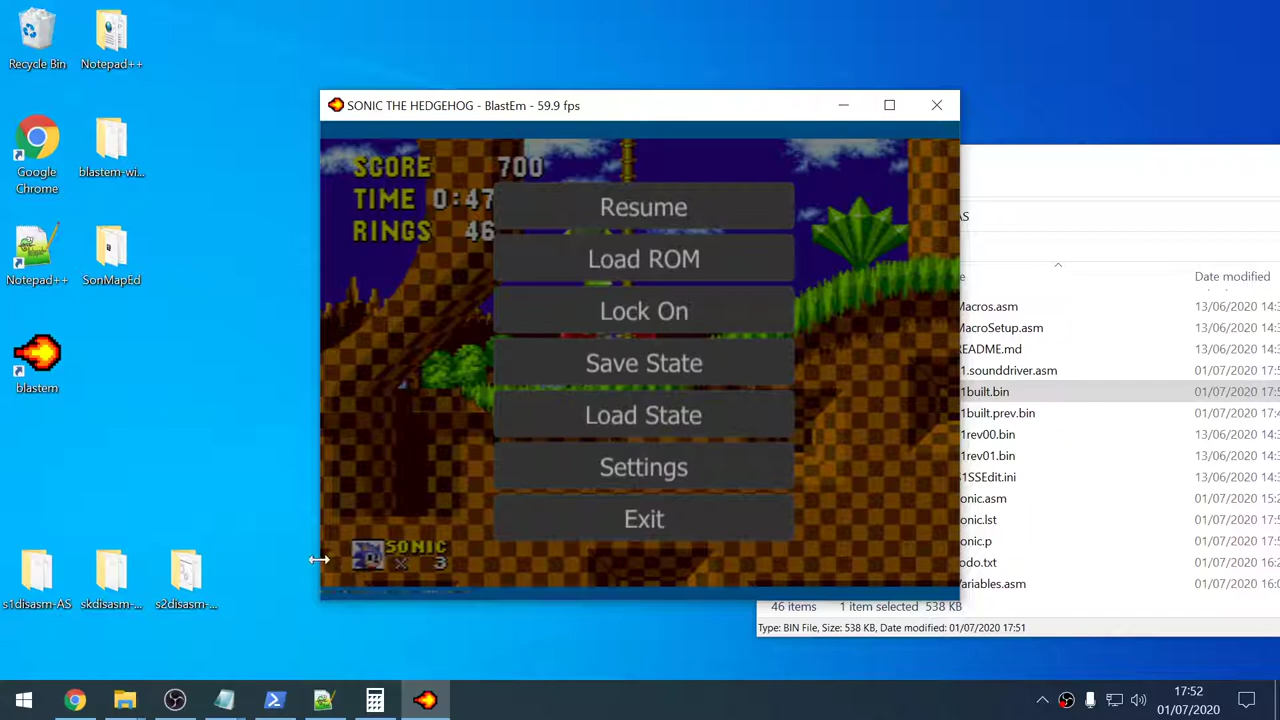 Recycle Bin
Notepad++
Google
Chrome
blastem-wi...
Notepad++
SonMapEd
blastem
s1disasm-AS
skdisasm-...
s2disasm-...
SONIC THE HEDGEHOG - BlastEm - 59.9 fps
SCORE 700
TIME 0:47
RINGS 46
Resume
Load ROM
Lock On
Save State
Load State
Settings
Exit
SONIC
× 3
AS
Date modified
Macros.asm 13/06/2020 14:3
MacroSetup.asm 13/06/2020 14:3
README.md 13/06/2020 14:3
1.sounddriver.asm 01/07/2020 17:5
1built.bin 01/07/2020 17:5
1built.prev.bin 01/07/2020 17:4
1rev00.bin 13/06/2020 14:3
1rev01.bin 13/06/2020 14:3
S1SSEdit.ini 13/06/2020 14:3
onic.asm 01/07/2020 15:2
onic.lst 01/07/2020 17:5
onic.p 01/07/2020 17:5
odo.txt 01/07/2020 16:2
Variables.asm 01/07/2020 16:0
46 items 1 item selected 538 KB
Type: BIN File, Size: 538 KB, Date modified: 01/07/2020 17:51
17:52
01/07/2020